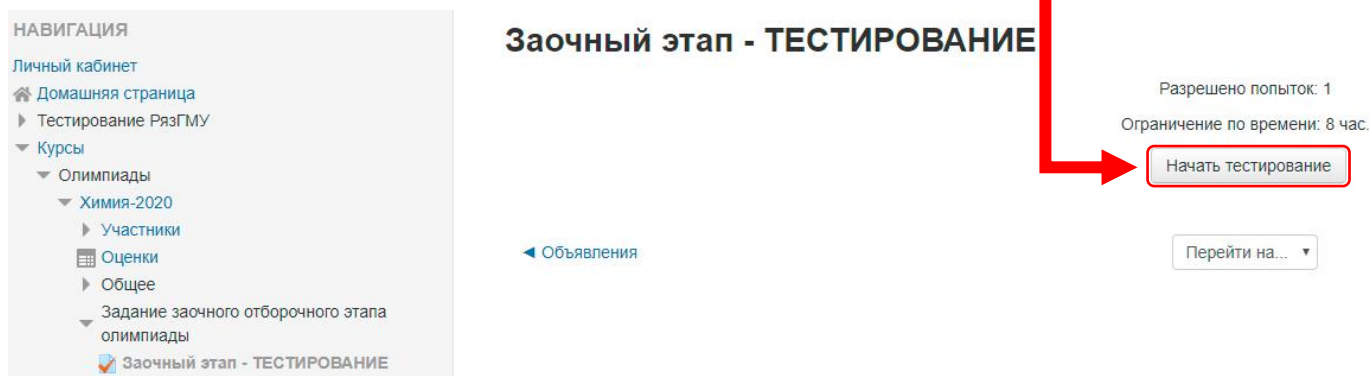 НАВИГАЦИЯ
Личный кабинет
Домашняя страница
Тестирование РязГМУ
Курсы
Олимпиады
Химия-2020
Участники
Оценки
Общее
Задание заочного отборочного этапа
олимпиады
Заочный этап - ТЕСТИРОВАНИЕ
Заочный этап - ТЕСТИРОВАНИЕ
Разрешено попыток: 1
Ограничение по времени: 8 час.
Начать тестирование
Объявления
Перейти на...